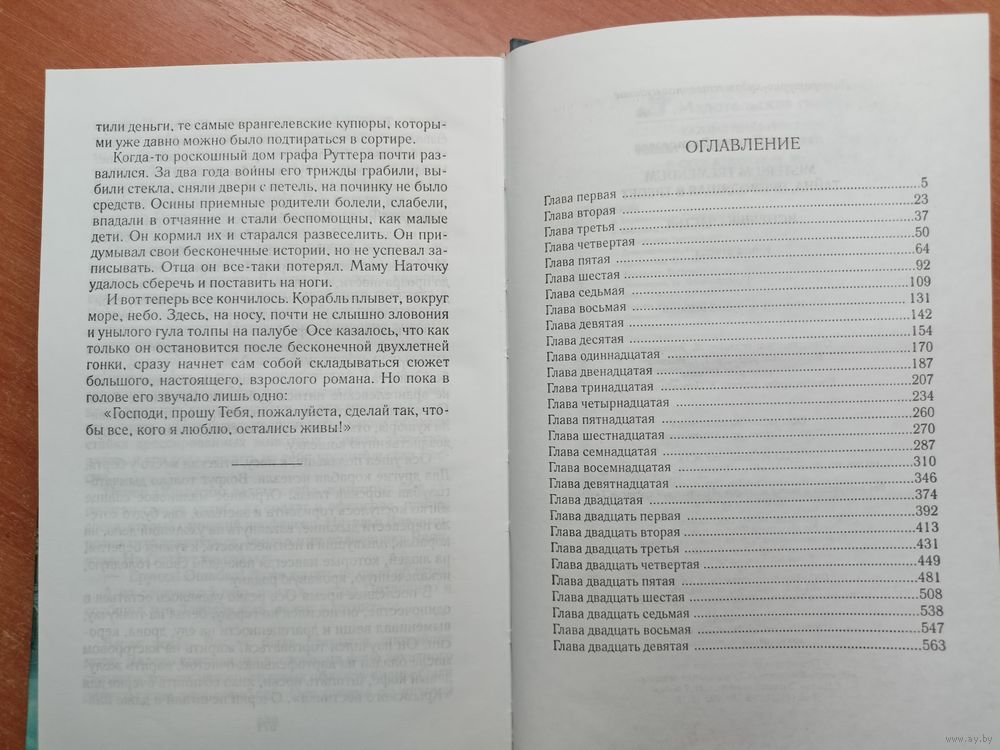 тили деньги, те самые врангелевские купюры, которы-
ми уже давно можно было подтираться в сортире.
Когда-то роскошный дом графа Руттера почти раз-
валился. За два года войны его трижды грабили, вы-
били стекла, сняли двери с петель, на починку не было
средств. Осины приемные родители болели, слабели,
впадали в отчаяние и стали беспомощны, как малые
дети. Он кормил их и старался развеселить. Он при-
думывал свои бесконечные истории, но не успевал за-
писывать. Отца он все-таки потерял. Маму Наточку
удалось сберечь и поставить на ноги.
И вот теперь все кончилось. Корабль плывет, вокруг
море, небо. Здесь, на носу, почти не слышно зловония
и унылого гула толпы на палубе Осе казалось, что как
только он остановится после бесконечной двухлетней
гонки, сразу начнет сам собой складываться сюжет
большого, настоящего, взрослого романа. Но пока в
голове его звучало лишь одно:
«Господи, прошу Тебя, пожалуйста, сделай так, что-
бы все, кого я люблю, остались живы!»
ОГЛАВЛЕНИЕ
Глава первая 5
Глава вторая 23
Глава третья 37
Глава четвертая 50
Глава пятая 64
Глава шестая 92
Глава седьмая 109
Глава восьмая 131
Глава девятая 142
Глава десятая 154
Глава одиннадцатая 170
Глава двенадцатая 187
Глава тринадцатая 207
Глава четырнадцатая 234
Глава пятнадцатая 260
Глава шестнадцатая 270
Глава семнадцатая 287
Глава восемнадцатая 310
Глава девятнадцатая 346
Глава двадцатая 374
Глава двадцать первая 392
Глава двадцать вторая 413
Глава двадцать третья 431
Глава двадцать четвертая 449
Глава двадцать пятая 481
Глава двадцать шестая 508
Глава двадцать седьмая 538
Глава двадцать восьмая 547
Глава двадцать девятая 563
www.ay.by